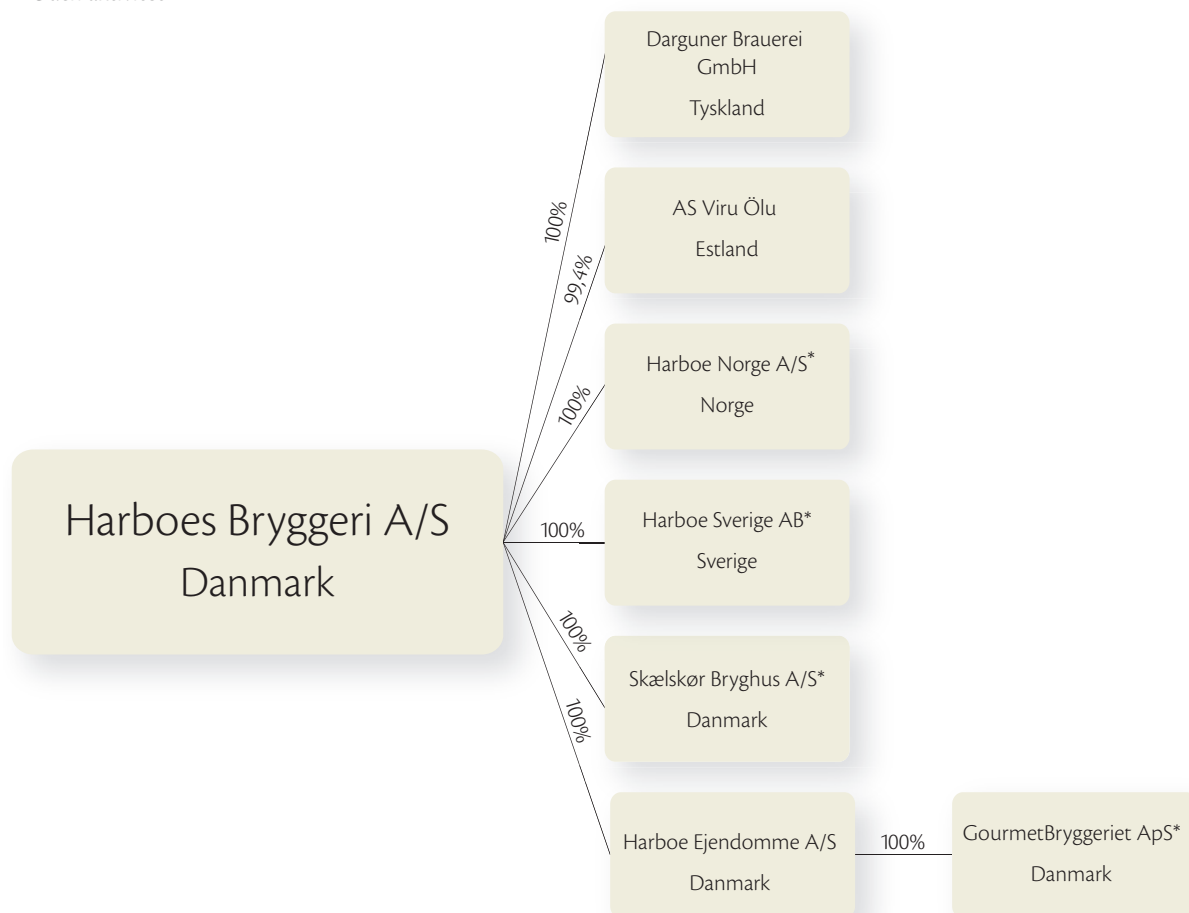 Darguner Brauerei
GmbH
Tyskland
100%
AS Viru Ölu
Estland
99,4%
Harboe Norge A/S*
Norge
100%
Harboes Bryggeri A/S
Danmark
Harboe Sverige AB*
Sverige
100%
Skælskør Bryghus A/S*
Danmark
100%
Harboe Ejendomme A/S
Danmark
100%
100%
GourmetBryggeriet ApS*
Danmark